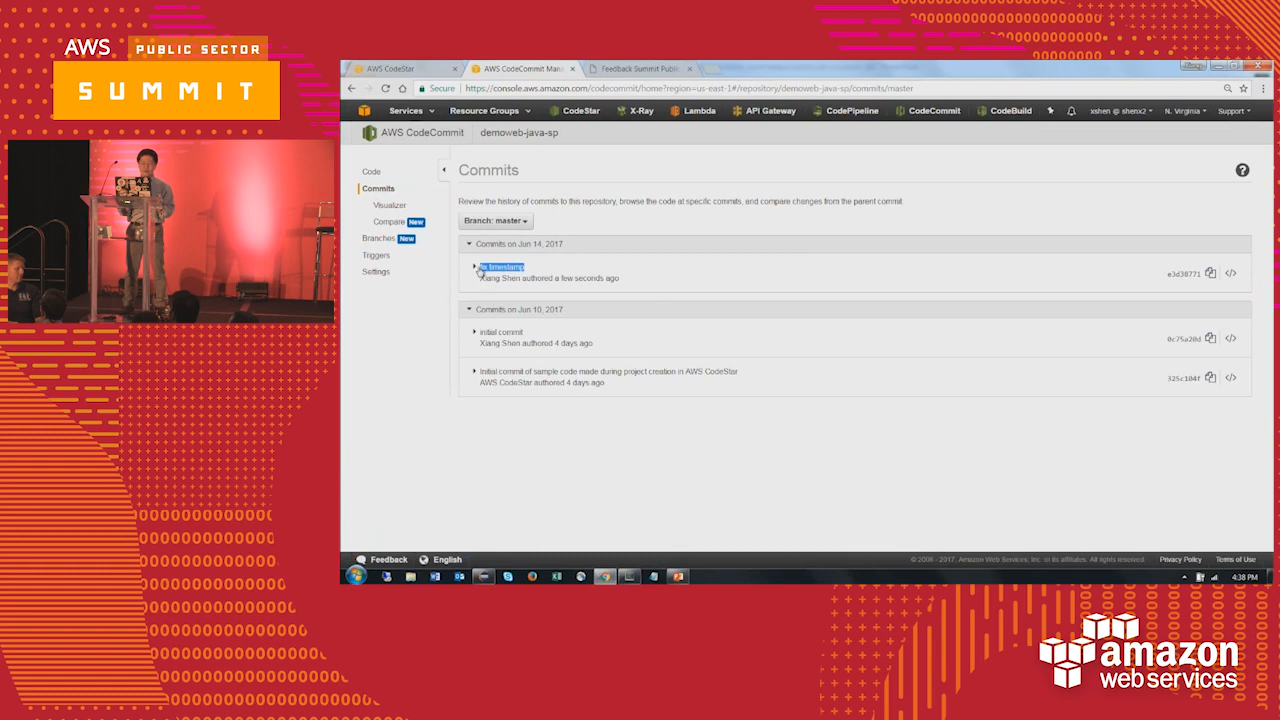 AWS PUBLIC SECTOR
SUMMIT
AWS CodeStar
AWS CodeCommit Man
Feedback Summit Public
Secure
https://console.aws.amazon.com/codecommit/home?region=us-east-1#/repository/demoweb-java-sp/commits/master
Services
Resource Groups
CodeStar
X-Ray
Lambda
API Gateway
CodePipeline
CodeCommit
CodeBuild
xshen @ shenx2
N. Virginia
Support
AWS CodeCommit
demoweb-java-sp
Code
Commits
Visualizer
Compare New
Branches New
Triggers
Settings
Commits
Review the history of commits to this repository, browse the code at specific commits, and compare changes from the parent commit.
Branch: master
Commits on Jun 14, 2017
timestamp
Xiang Shen authored a few seconds ago
e3d38771
Commits on Jun 10, 2017
initial commit
Xiang Shen authored 4 days ago
0c75a20d
Initial commit of sample code made during project creation in AWS CodeStar
AWS CodeStar authored 4 days ago
325c104f
Feedback
English
© 2008 - 2017, Amazon Web Services, Inc. or its affiliates. All rights reserved.
Privacy Policy
Terms of Use
4:38 PM
amazon
web services